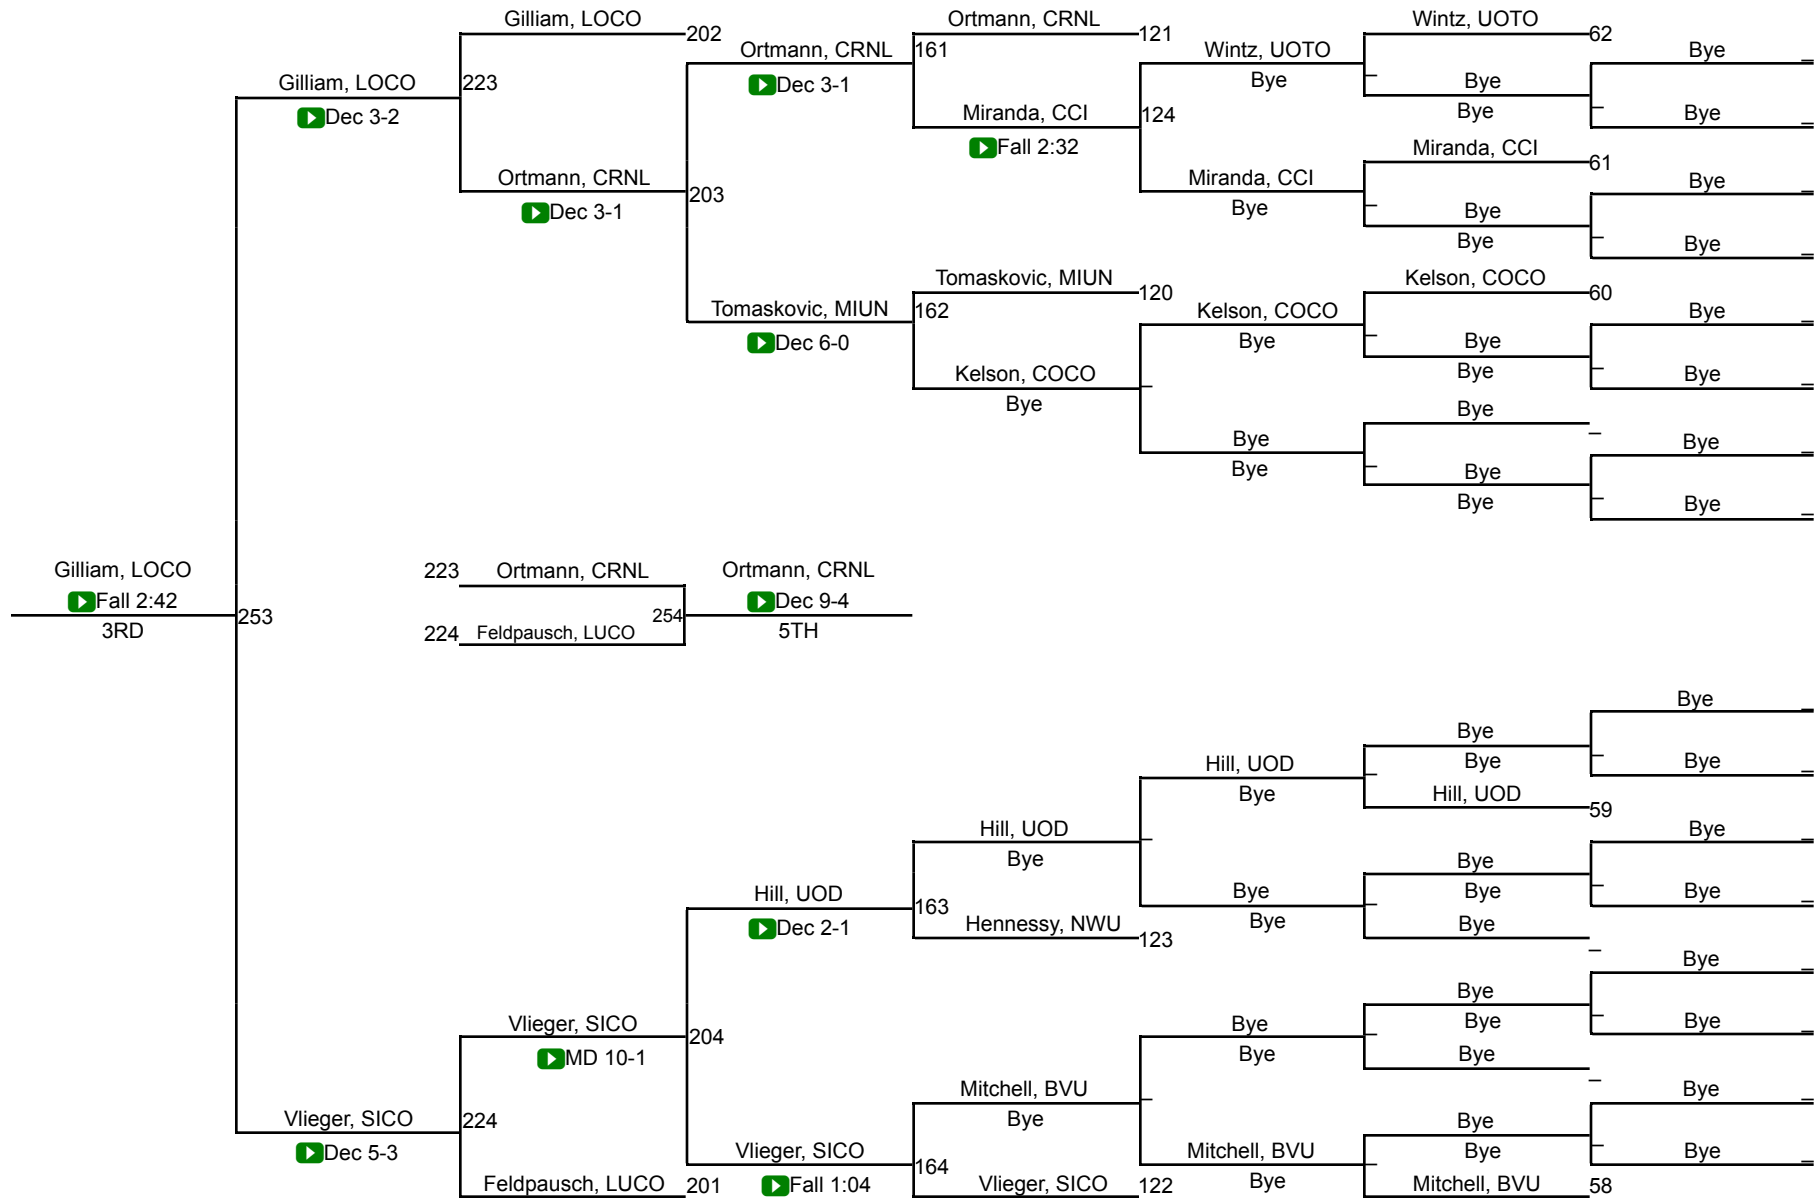 Gilliam, LOCO
202
Ortmann, CRNL
121
Wintz, UOTO
62
Ortmann, CRNL
161
Wintz, UOTO
Bye
Gilliam, LOCO
223
Dec 3-1
Bye
Bye
Dec 3-2
Miranda, CCI
124
Bye
Bye
Fall 2:32
Miranda, CCI
61
Ortmann, CRNL
203
Miranda, CCI
Bye
Dec 3-1
Bye
Bye
Bye
Bye
Tomaskovic, MIUN
120
Kelson, COCO
60
Tomaskovic, MIUN
162
Kelson, COCO
Bye
Dec 6-0
Bye
Bye
Kelson, COCO
Bye
Bye
Bye
Bye
Bye
Bye
Bye
Bye
Bye
Bye
Gilliam, LOCO
223
Ortmann, CRNL
Ortmann, CRNL
Fall 2:42
Dec 9-4
253
254
3RD
224
Feldpausch, LUCO
5TH
Bye
Bye
Hill, UOD
Bye
Bye
Bye
Hill, UOD
59
Hill, UOD
Bye
Bye
Bye
Hill, UOD
163
Bye
Bye
Bye
Dec 2-1
Hennessy, NWU
123
Bye
Bye
Bye
Bye
Vlieger, SICO
204
Bye
Bye
Bye
MD 10-1
Bye
Bye
Mitchell, BVU
Bye
Vlieger, SICO
224
Bye
Bye
Dec 5-3
Vlieger, SICO
164
Mitchell, BVU
Bye
Bye
Feldpausch, LUCO
201
Fall 1:04
Vlieger, SICO
122
Bye
Mitchell, BVU
58